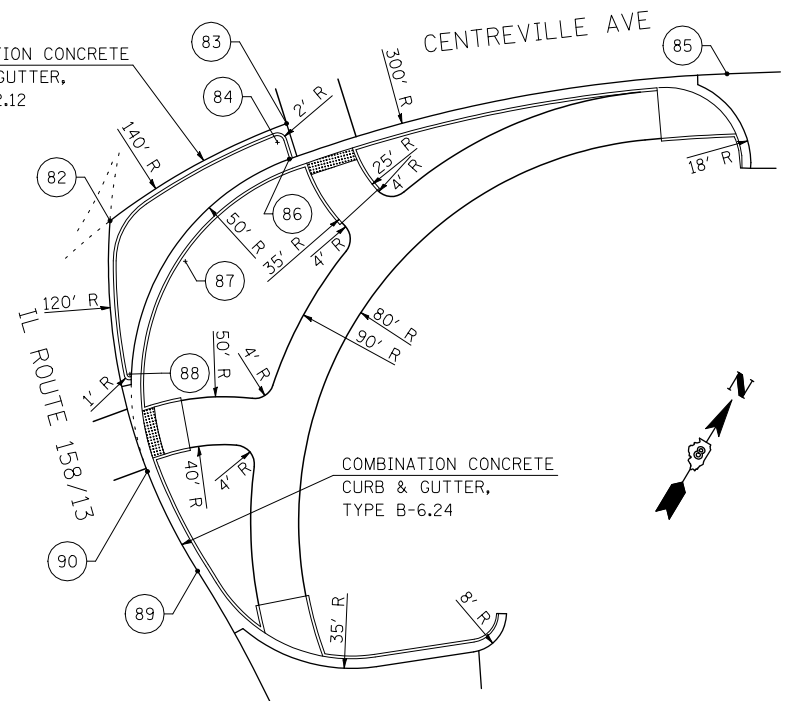 CENTREVILLE AVE
TION CONCRETE
GUTTER,
2.12
83
84
85
2' R
300' R
140' R
25' R
4' R
18' R
82
86
50' R
35' R
4' R
87
120' R
80' R
90' R
IL ROUTE 158/13
50' R
4' R
88
1' R
N
40' R
4' R
COMBINATION CONCRETE
CURB & GUTTER,
TYPE B-6.24
90
89
35' R
8' R